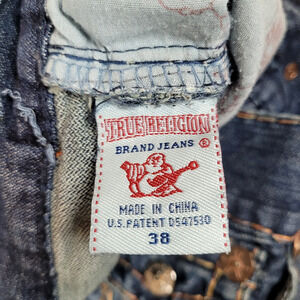 TRUE RELIGION
BRAND JEANS ®
MADE IN CHINA
U.S. PATENT D547530
38